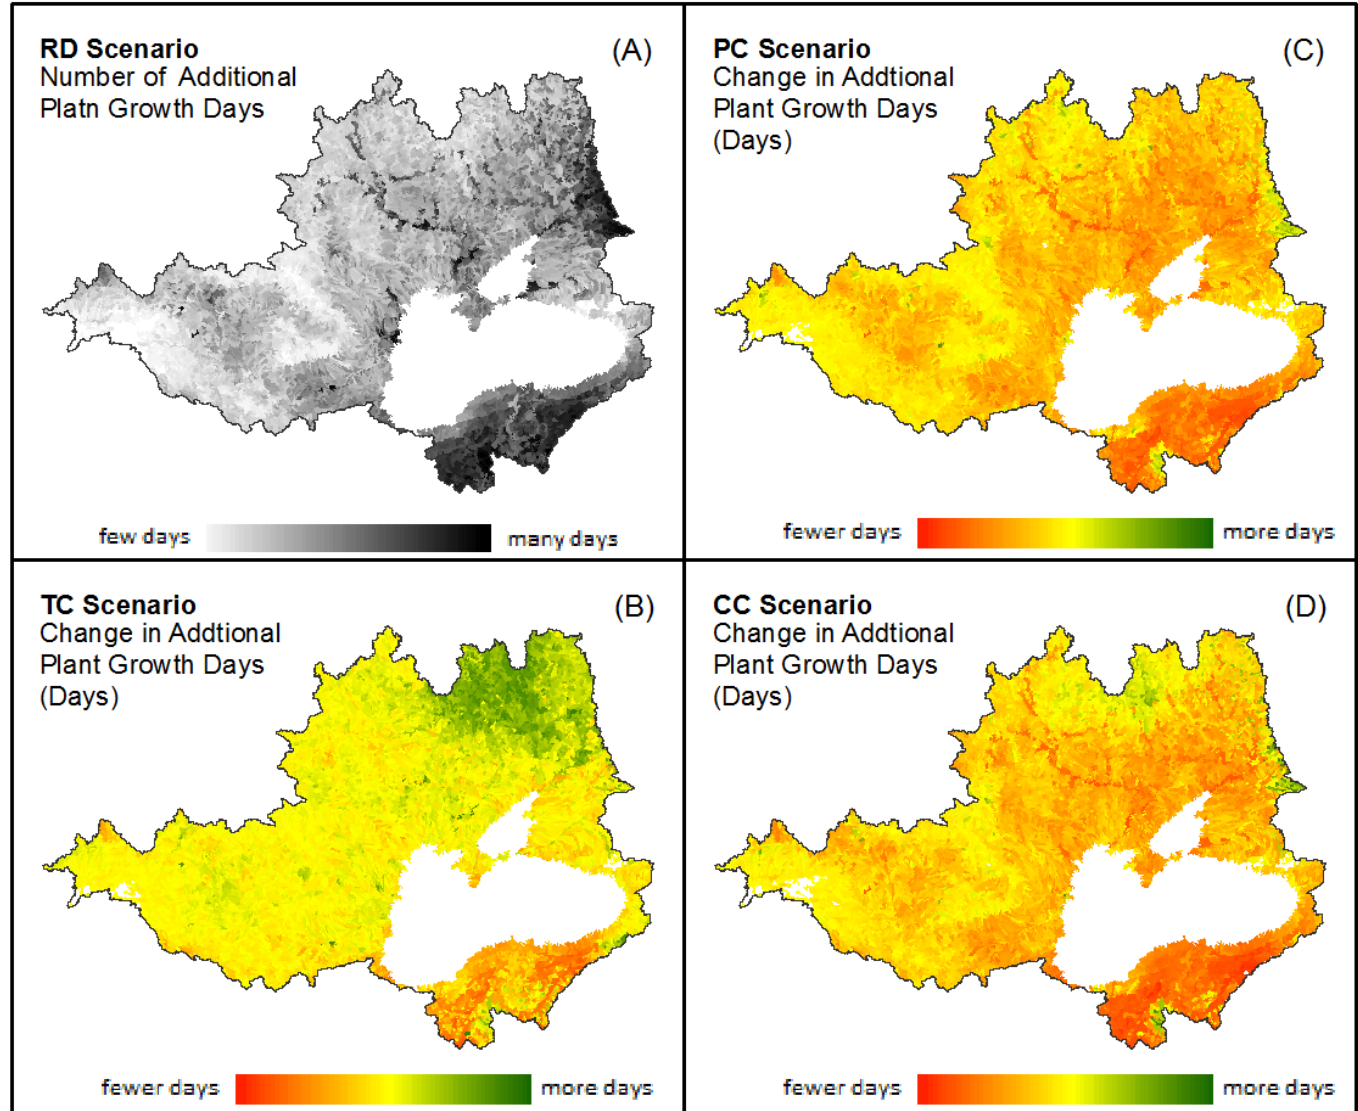 RD Scenario
(A)
Number of Additional
Platn Growth Days
few days
many days
PC Scenario
(C)
Change in Addtional
Plant Growth Days
(Days)
fewer days
more days
TC Scenario
(B)
Change in Addtional
Plant Growth Days
(Days)
fewer days
more days
CC Scenario
(D)
Change in Addtional
Plant Growth Days
(Days)
fewer days
more days